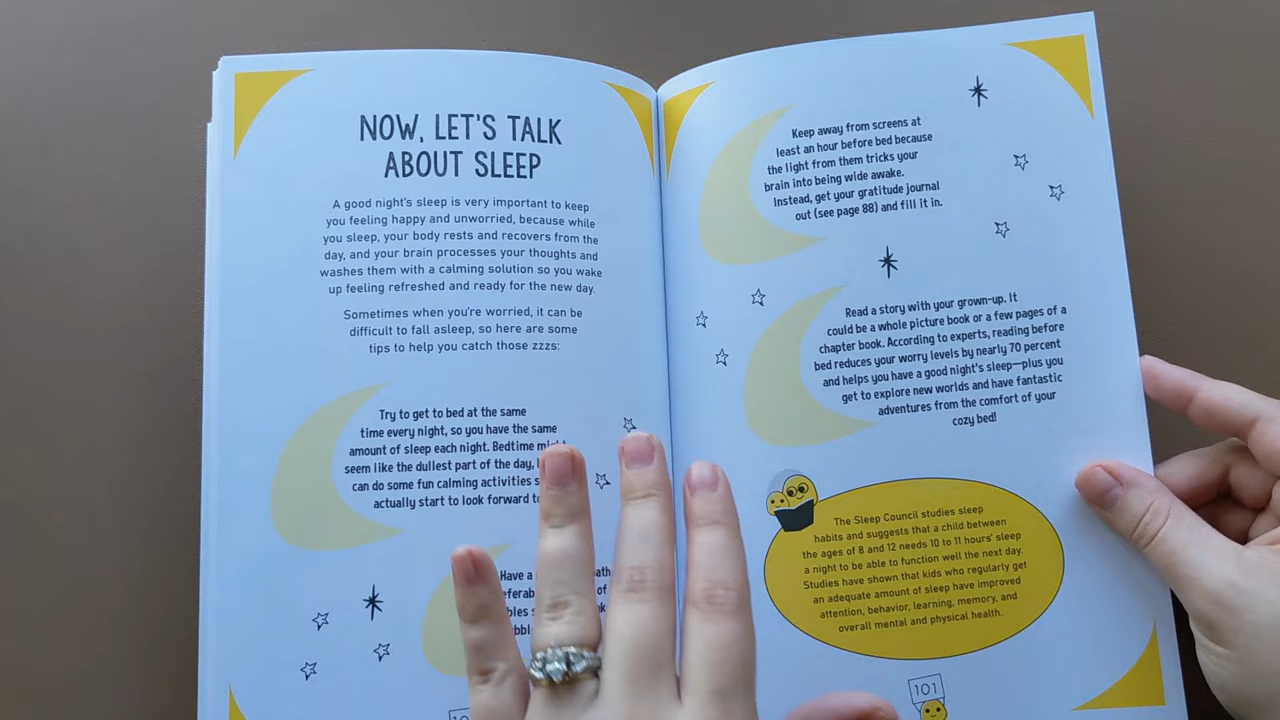 NOW, LET'S TALK
ABOUT SLEEP
A good night's sleep is very important to keep
you feeling happy and unworried, because while
you sleep, your body rests and recovers from the
day, and your brain processes your thoughts and
washes them with a calming solution so you wake
up feeling refreshed and ready for the new day.
Sometimes when you're worried, it can be
difficult to fall asleep, so here are some
tips to help you catch those zzzs:
Try to get to bed at the same
time every night, so you have the same
amount of sleep each night. Bedtime
seem like the dullest part of the day,
can do some fun calming activities
actually start to look forward
Have a
of
Keep away from screens at
least an hour before bed because
the light from them tricks your
brain into being wide awake.
Instead, get your gratitude journal
out (see page 88) and fill it in.
Read a story with your grown-up. It
could be a whole picture book or a few pages of a
chapter book. According to experts, reading before
bed reduces your worry levels by nearly 70 percent
and helps you have a good night's sleep—plus you
get to explore new worlds and have fantastic
adventures from the comfort of your
cozy bed!
The Sleep Council studies sleep
habits and suggests that a child between
the ages of 8 and 12 needs 10 to 11 hours' sleep
a night to be able to function well the next day.
Studies have shown that kids who regularly get
an adequate amount of sleep have improved
attention, behavior, learning, memory, and
overall mental and physical health.
101